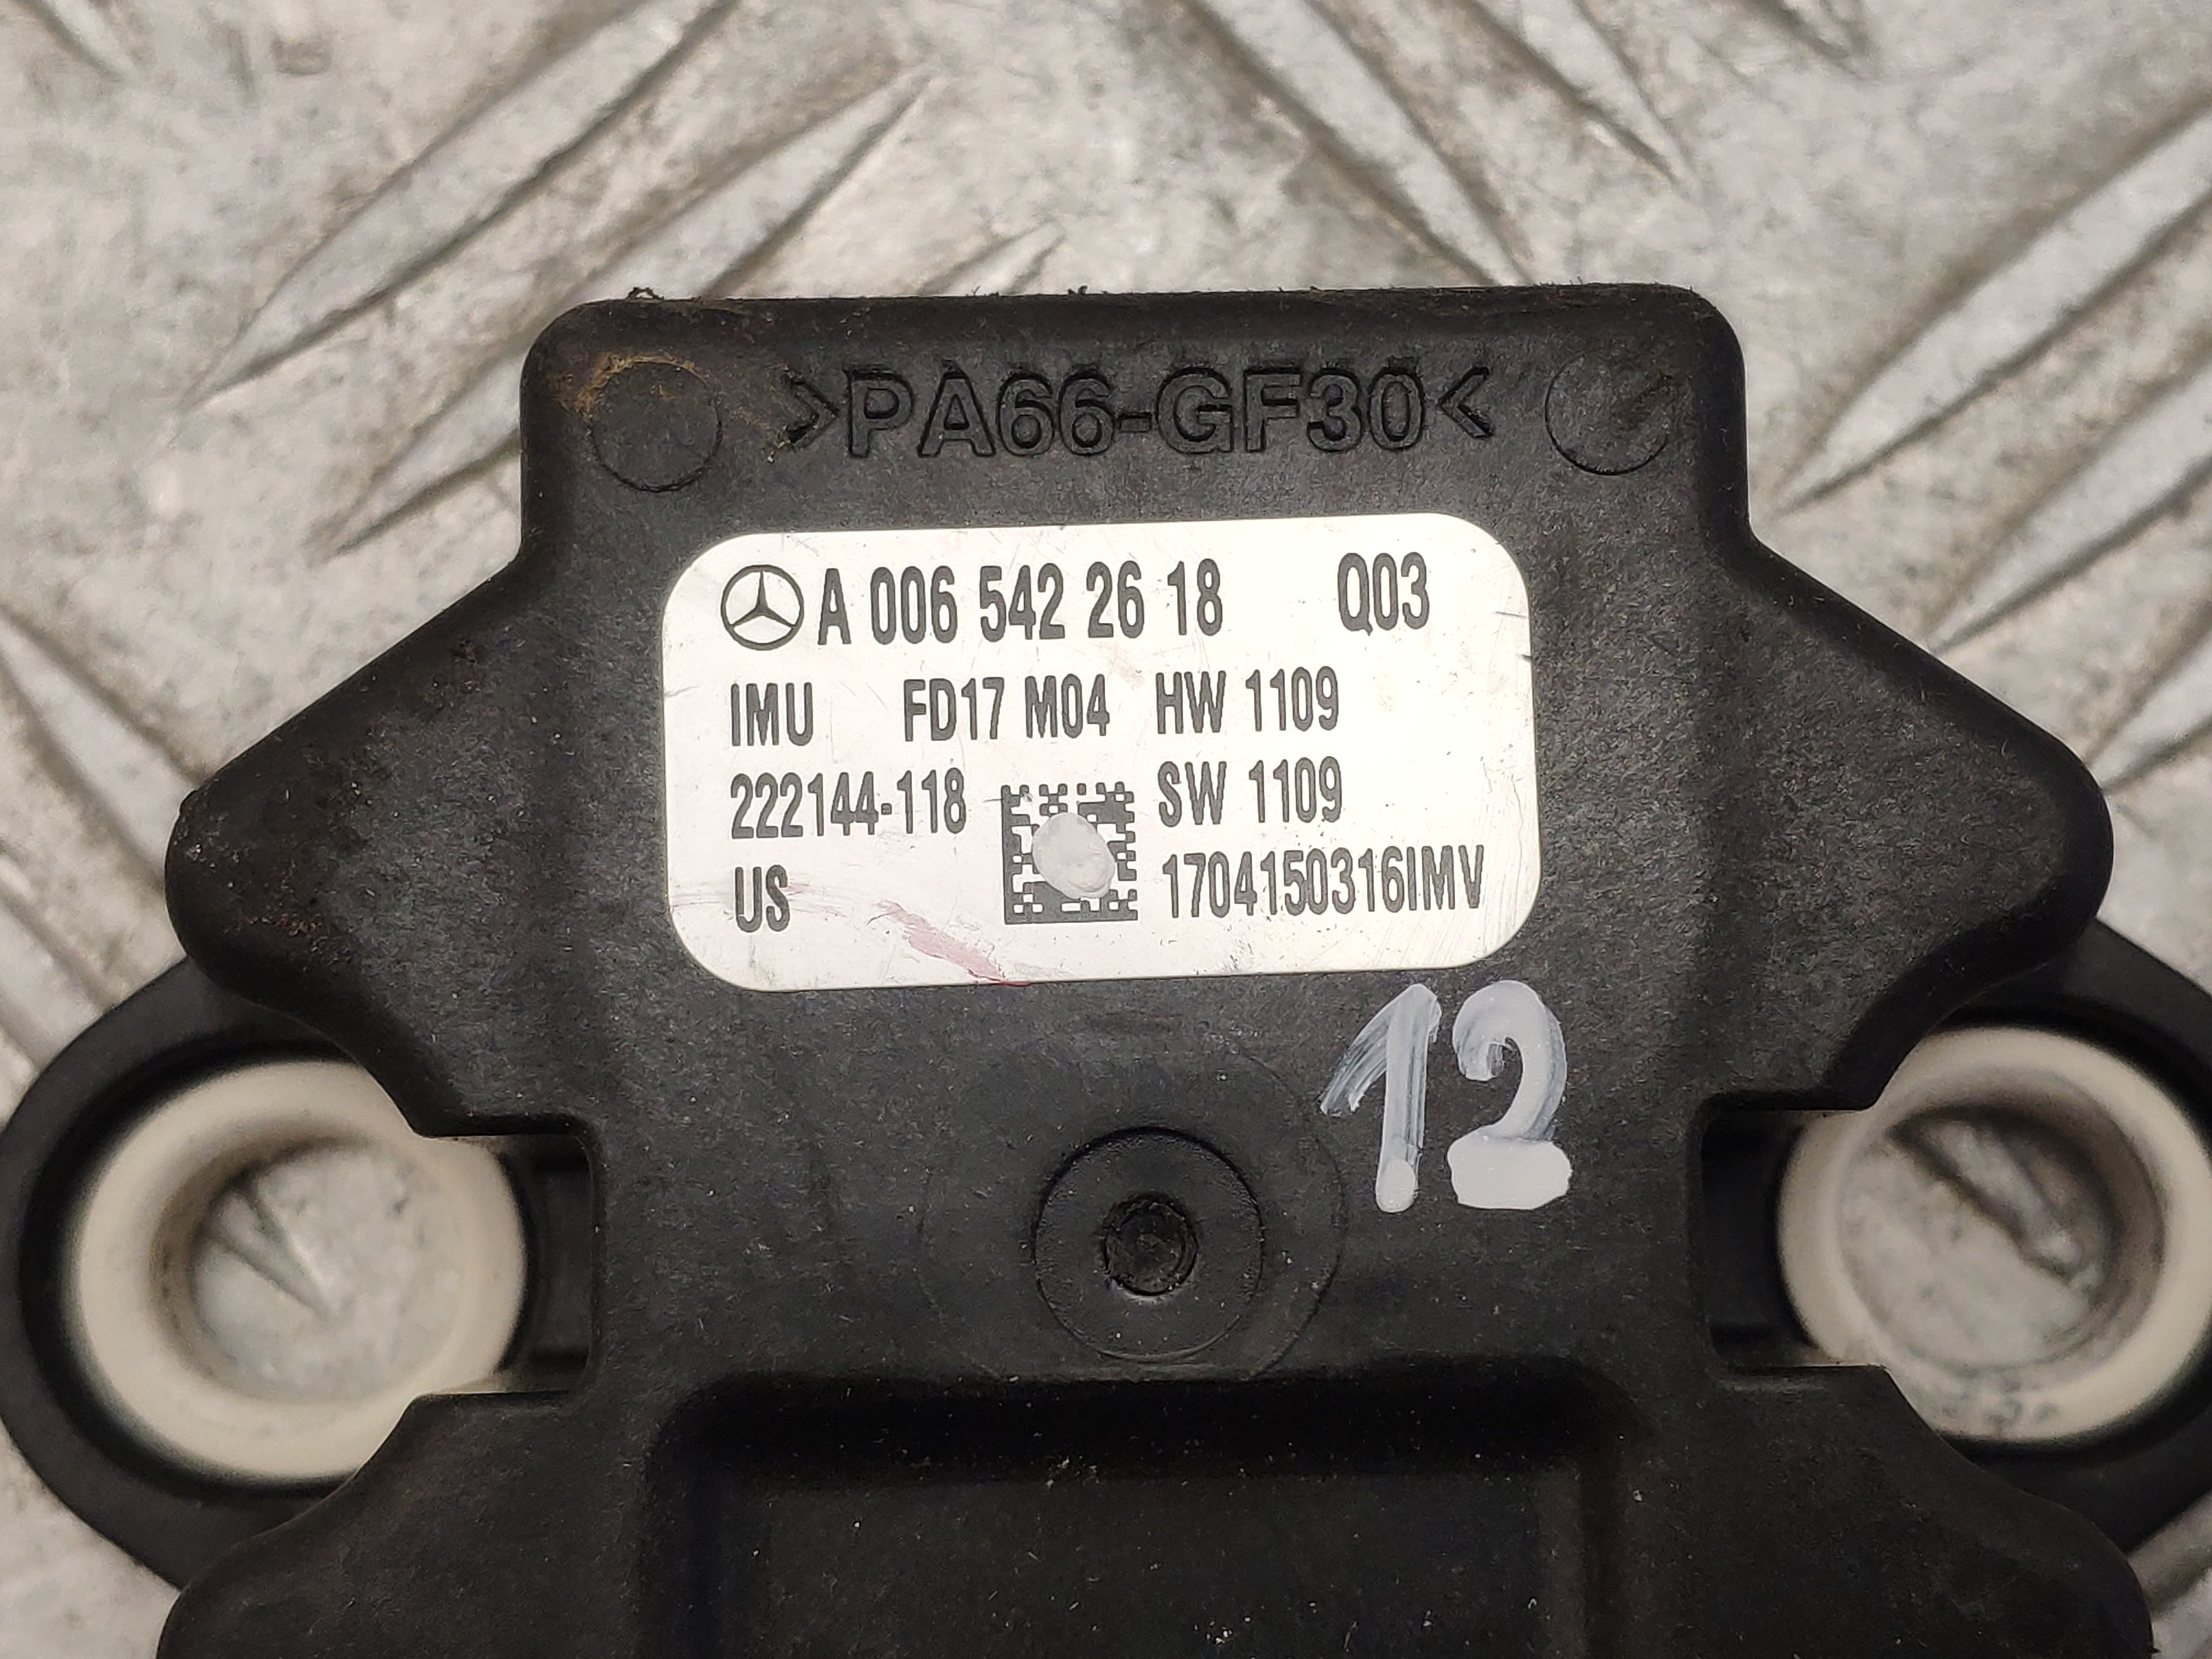 >PA66-GF30<
A 006 542 26 18 Q03
IMU FD17 M04 HW 1109
222144-118 SW 1109
US 1704150316IMV
12